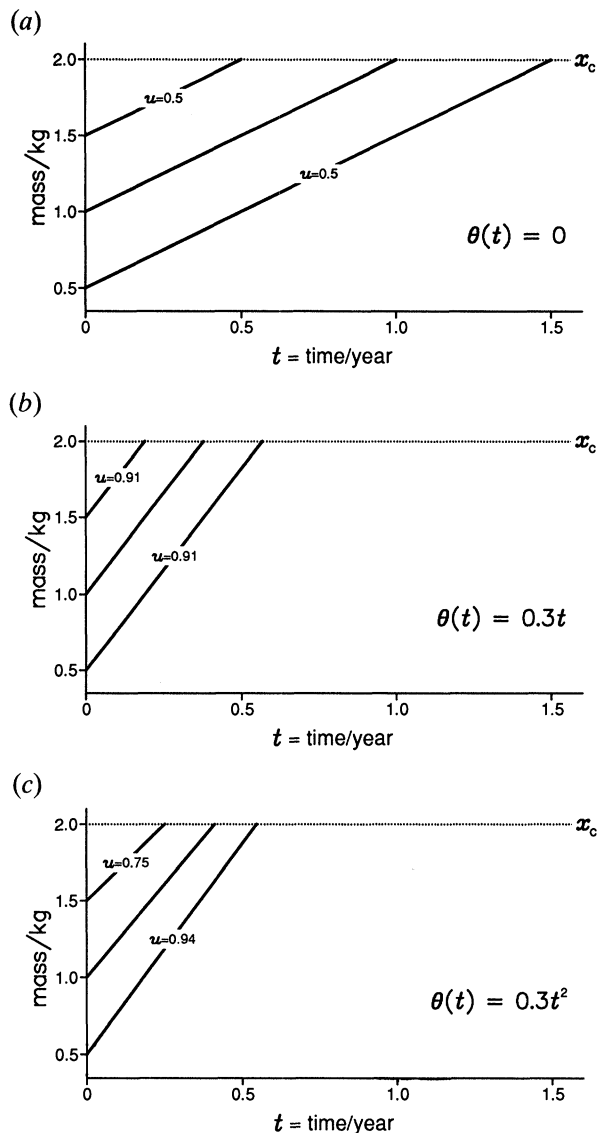 (a)
2.0
x_c
u=0.5
1.5
mass/kg
u=0.5
1.0
θ(t) = 0
0.5
0 0.5 1.0 1.5
t = time/year
(b)
2.0
x_c
u=0.91
1.5
mass/kg
u=0.91
1.0
θ(t) = 0.3t
0.5
0 0.5 1.0 1.5
t = time/year
(c)
2.0
x_c
u=0.75
1.5
mass/kg
u=0.94
1.0
θ(t) = 0.3t²
0.5
0 0.5 1.0 1.5
t = time/year